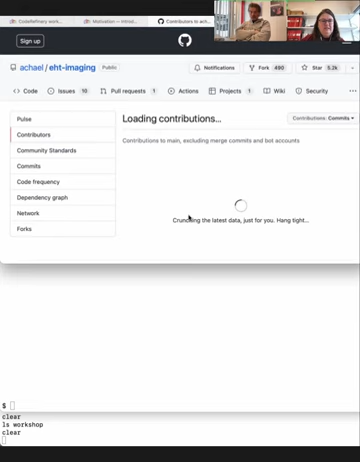 Codefinery work...
Motivation — introd...
Contributors to ach...
Sign up
achael / eht-imaging Public
Notifications
Fork 490
Star 5.2k
Code
Issues 10
Pull requests 1
Actions
Projects 1
Wiki
Security
...
Pulse
Contributors
Community Standards
Commits
Code frequency
Dependency graph
Network
Forks
Loading contributions...
Contributions: Commits
Contributions to main, excluding merge commits and bot accounts
Crunching the latest data, just for you. Hang tight...
$
clear
ls workshop
clear